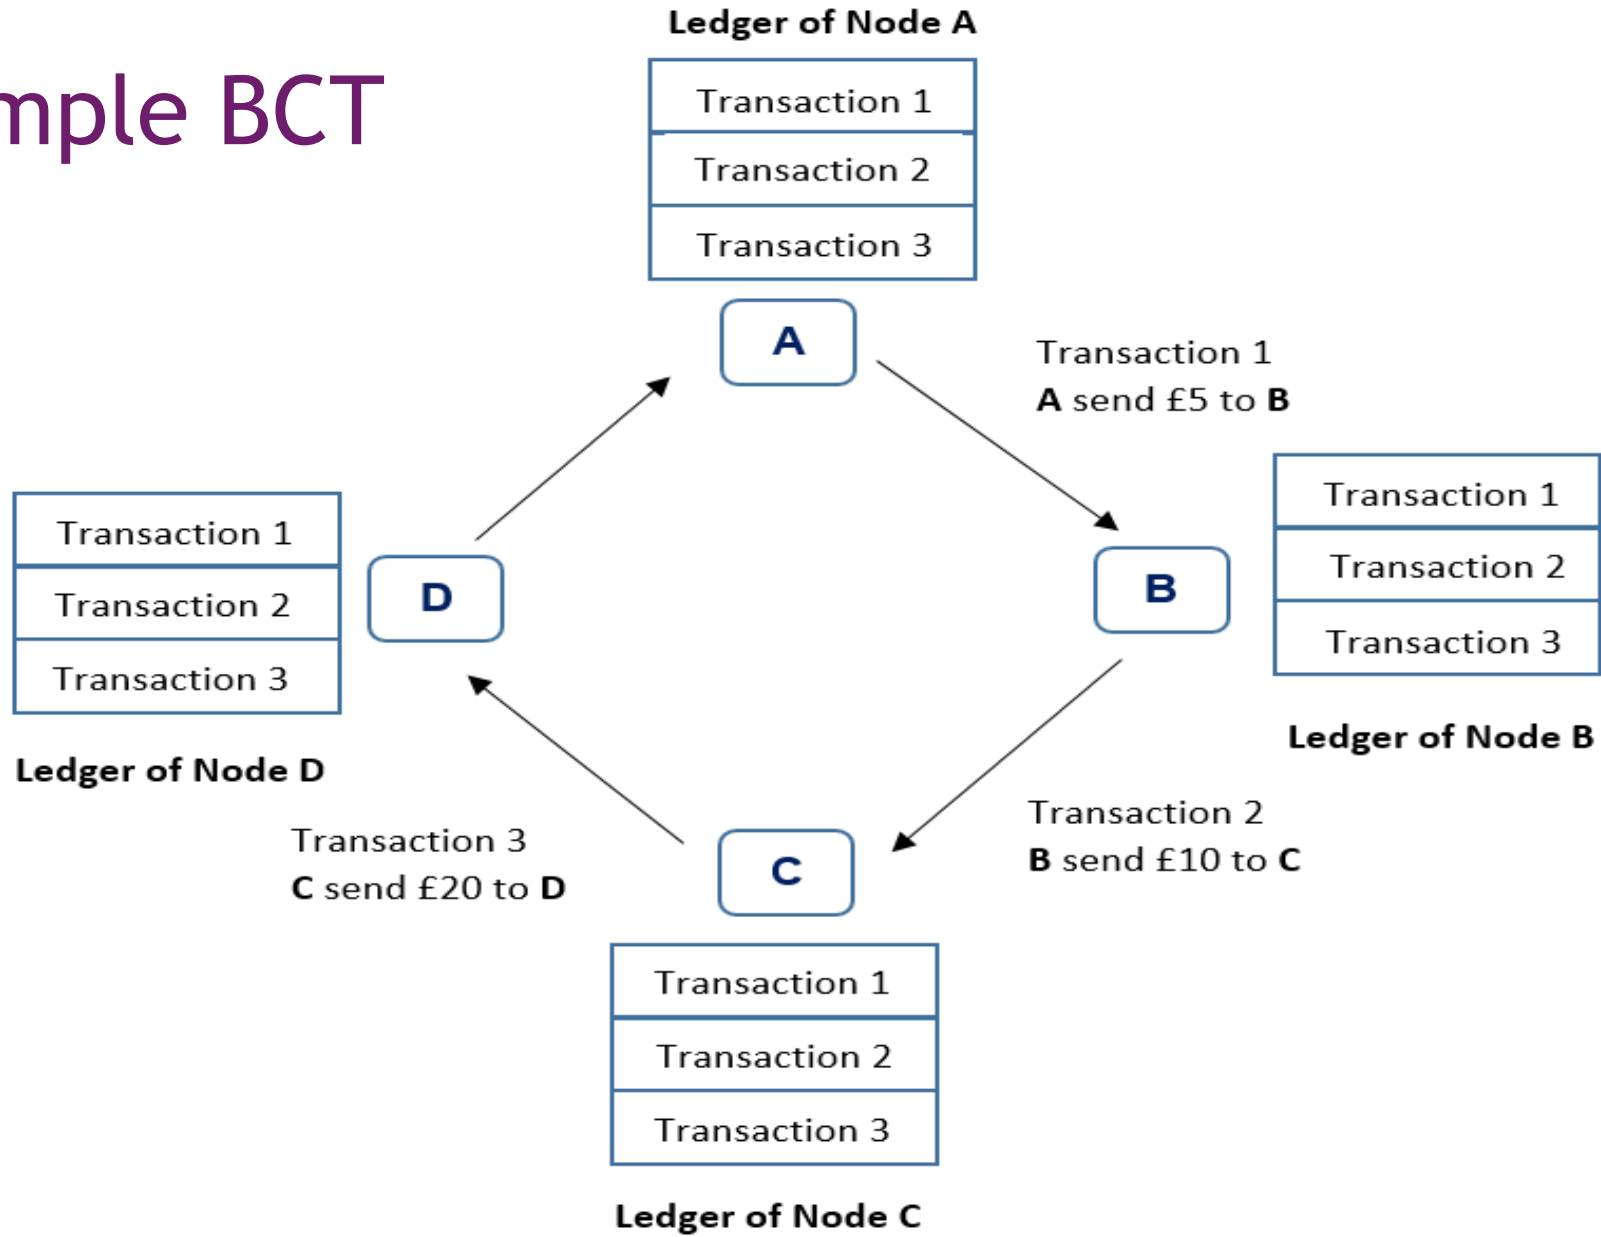 mple BCT
Ledger of Node A
Transaction 1
Transaction 2
Transaction 3
A
Transaction 1
A send £5 to B
Transaction 1
Transaction 2
Transaction 3
B
Ledger of Node B
Transaction 1
Transaction 2
Transaction 3
D
Ledger of Node D
Transaction 2
B send £10 to C
Transaction 3
C send £20 to D
C
Transaction 1
Transaction 2
Transaction 3
Ledger of Node C